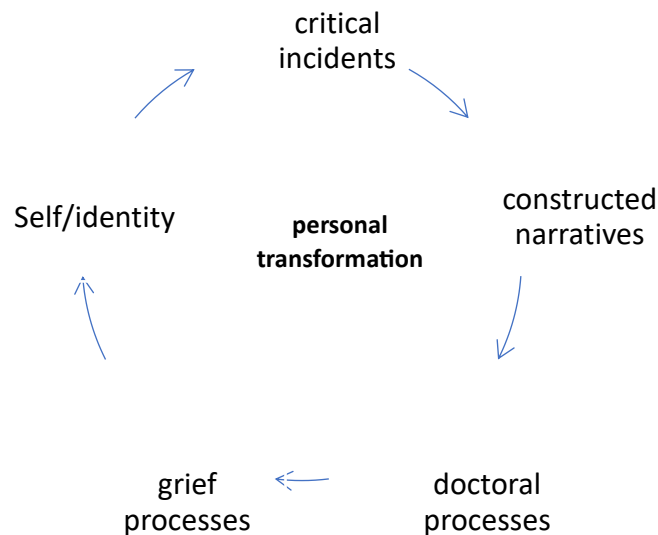 critical
incidents
constructed
narratives
Self/identity
personal
transformation
grief
processes
doctoral
processes